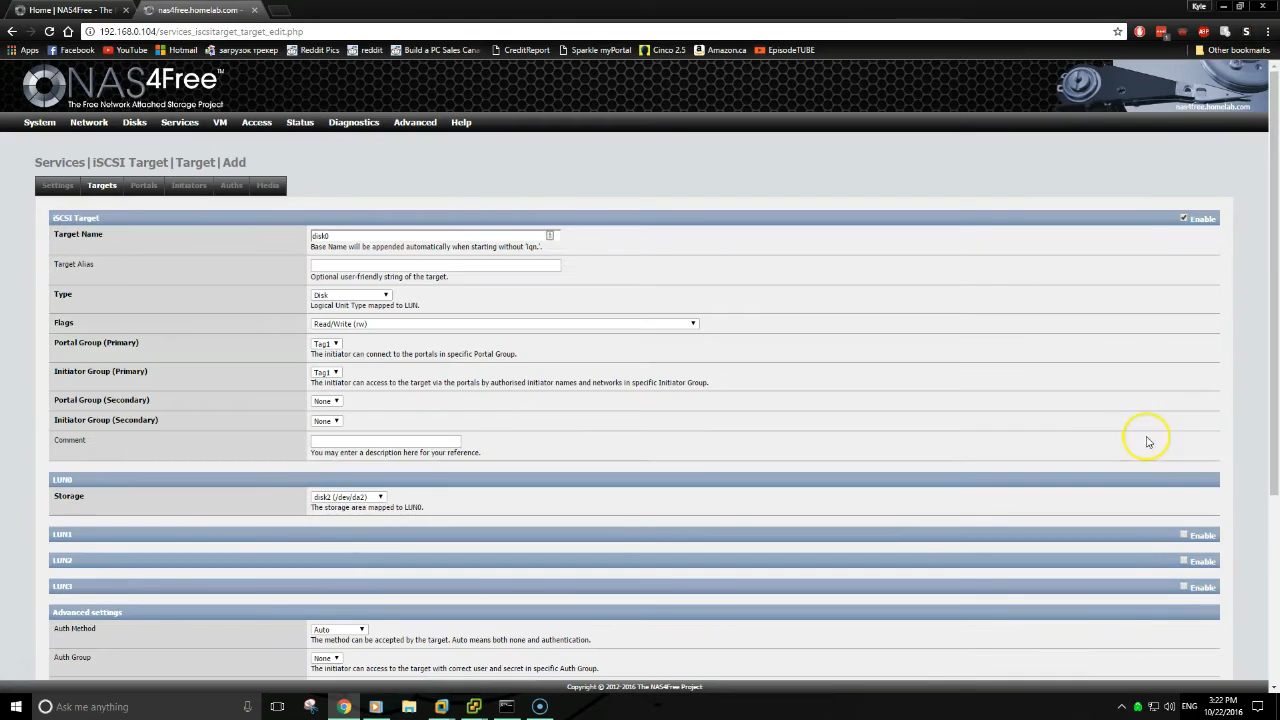 Home | NAS4Free - The
nas4free.homelab.com -
Kyle
192.168.0.104/services_iscsitarget_target_edit.php
Apps
Facebook
YouTube
Hotmail
загрузок трекер
Reddit Pics
reddit
Build a PC Sales Canac
CreditReport
Sparkle myPortal
Cinco 2.5
Amazon.ca
EpisodeTUBE
Other bookmarks
NAS4Free™
The Free Network Attached Storage Project
nas4free.homelab.com
System Network Disks Services VM Access Status Diagnostics Advanced Help
Services|iSCSI Target|Target|Add
Settings Targets Portals Initiators Auths Media
iSCSI Target
Enable
Target Name
disk0
Base Name will be appended automatically when starting without 'iqn.'.
Target Alias
Optional user-friendly string of the target.
Type
Disk
Logical Unit Type mapped to LUN.
Flags
Read/Write (rw)
Portal Group (Primary)
Tag1
The initiator can connect to the portals in specific Portal Group.
Initiator Group (Primary)
Tag1
The initiator can access to the target via the portals by authorised initiator names and networks in specific Initiator Group.
Portal Group (Secondary)
None
Initiator Group (Secondary)
None
Comment
You may enter a description here for your reference.
LUN0
Storage
disk2 (/dev/da2)
The storage area mapped to LUN0.
LUN1
Enable
LUN2
Enable
LUN3
Enable
Advanced settings
Auth Method
Auto
The method can be accepted by the target. Auto means both none and authentication.
Auth Group
None
The initiator can access to the target with correct user and secret in specific Auth Group.
Copyright © 2012-2016 The NAS4Free Project
Ask me anything
ENG
3:22 PM
10/22/2016